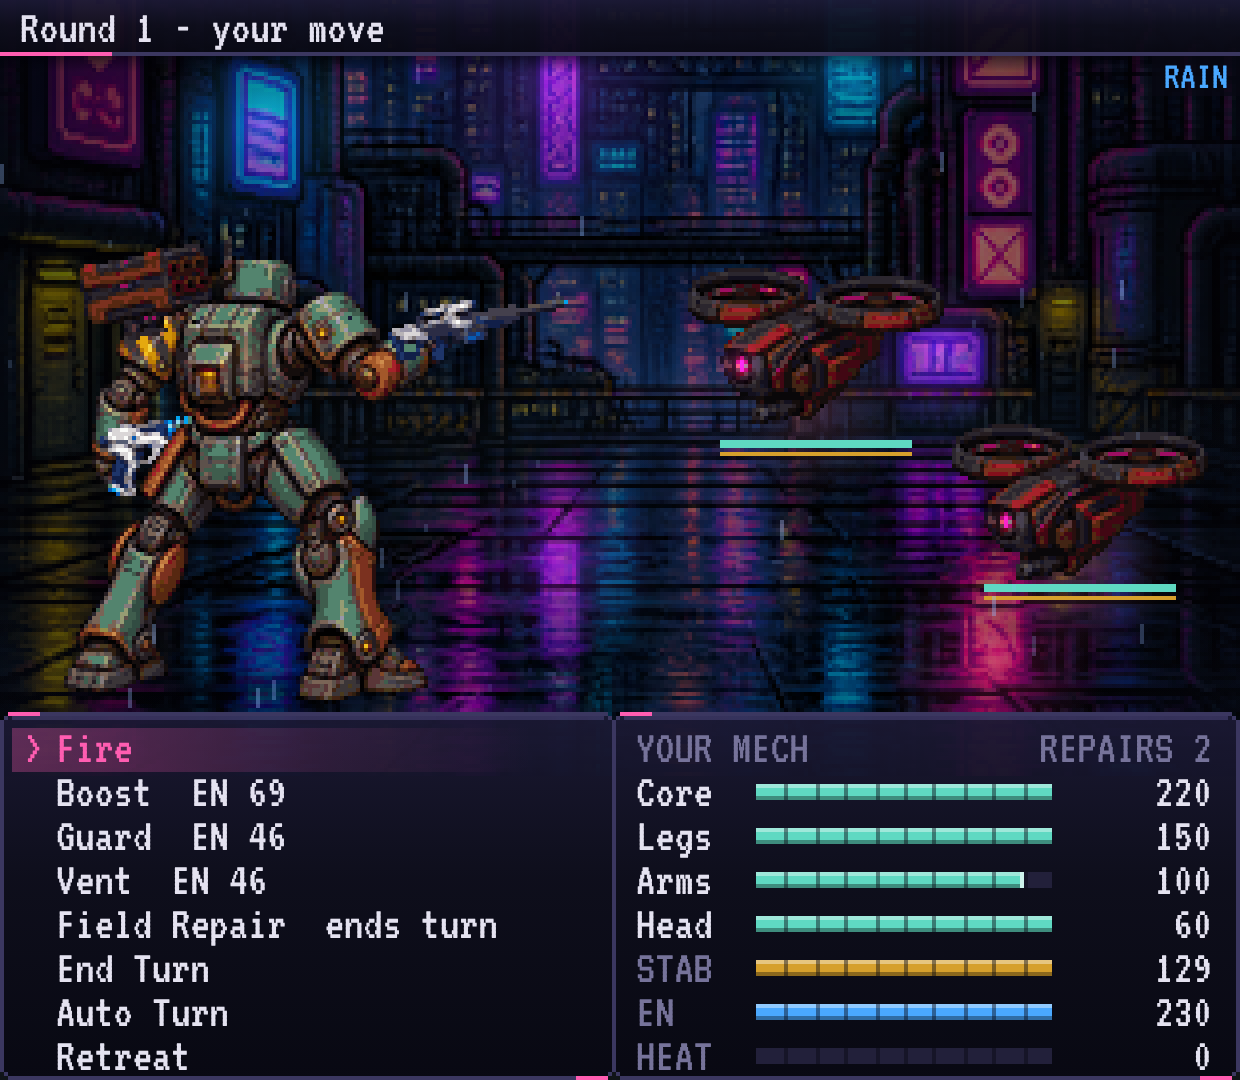 Round 1 - your move
RAIN
> Fire
Boost EN 69
Guard EN 46
Vent EN 46
Field Repair ends turn
End Turn
Auto Turn
Retreat
YOUR MECH REPAIRS 2
Core 220
Legs 150
Arms 100
Head 60
STAB 129
EN 230
HEAT 0